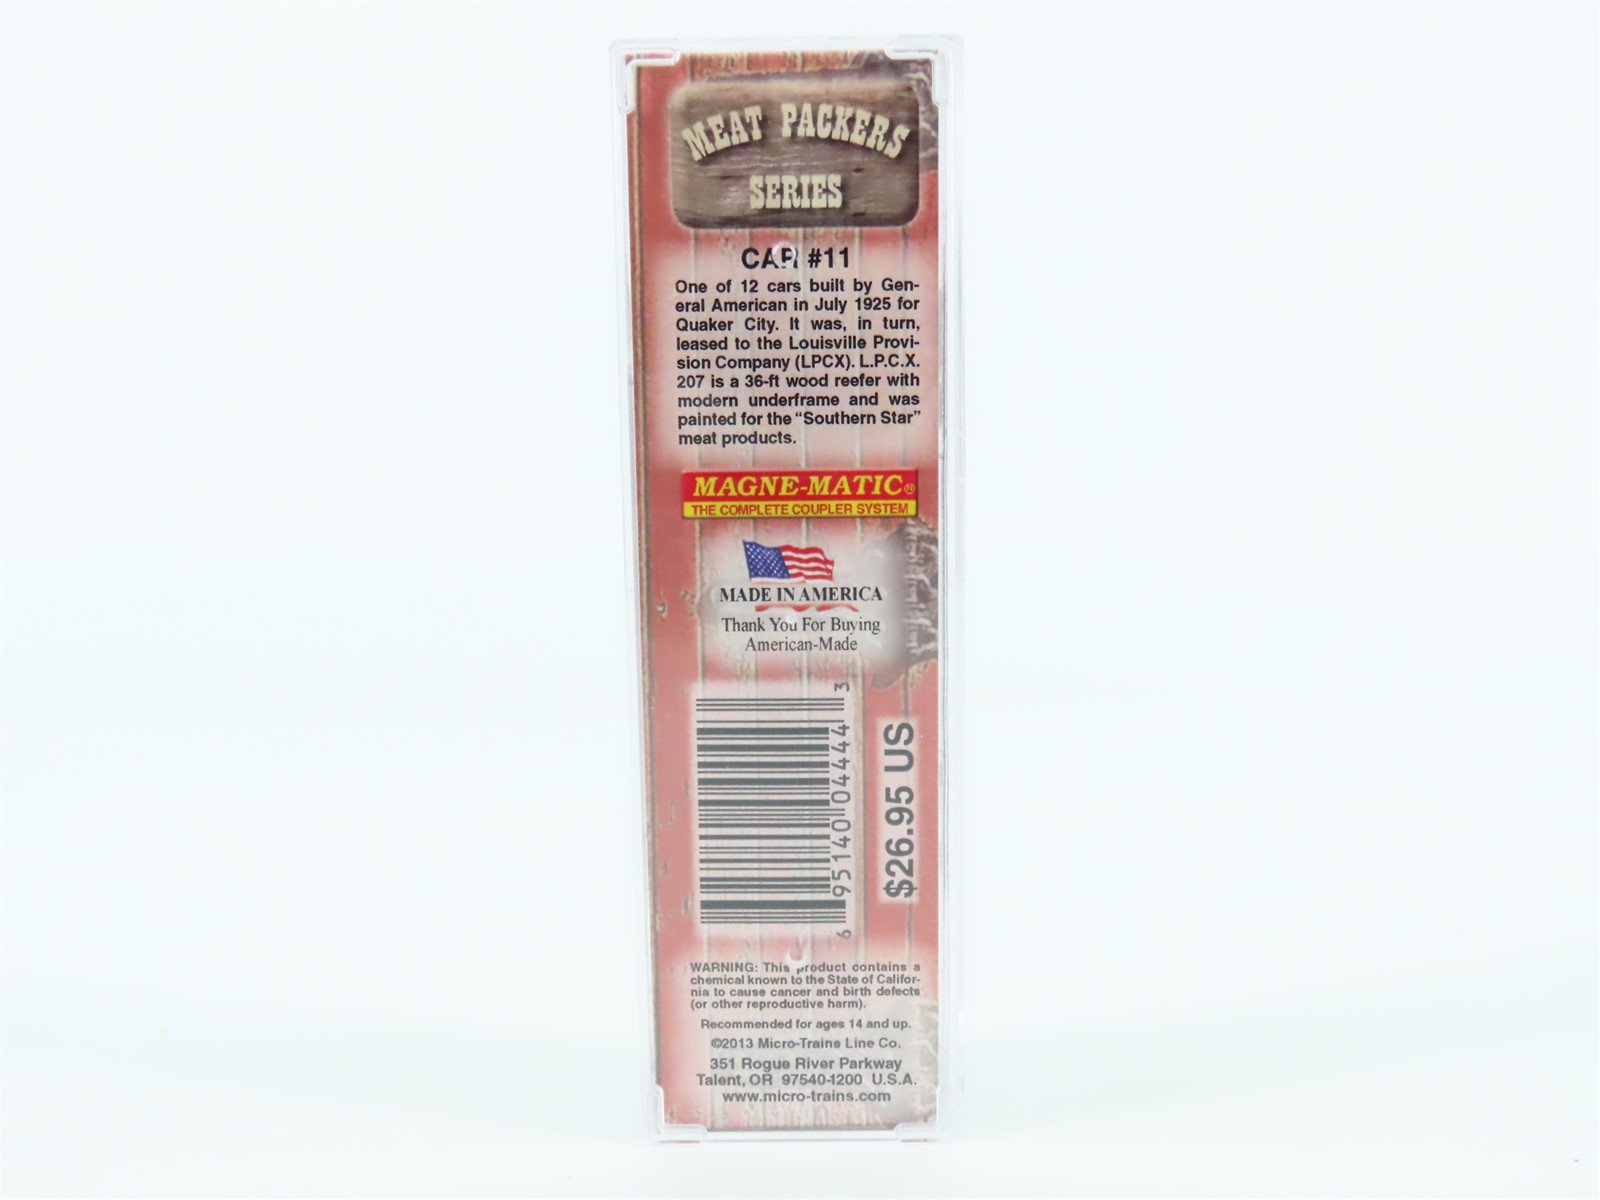 MEAT PACKERS
SERIES
CAR #11
One of 12 cars built by Gen-
eral American in July 1925 for
Quaker City. It was, in turn,
leased to the Louisville Provi-
sion Company (LPCX). L.P.C.X.
207 is a 36-ft wood reefer with
modern underframe and was
painted for the “Southern Star”
meat products.
MAGNE-MATIC®
THE COMPLETE COUPLER SYSTEM
MADE IN AMERICA
Thank You For Buying
American-Made
6 95140 04444 3
$26.95 US
WARNING: This product contains a
chemical known to the State of Califor-
nia to cause cancer and birth defects
(or other reproductive harm).
Recommended for ages 14 and up.
©2013 Micro-Trains Line Co.
351 Rogue River Parkway
Talent, OR 97540-1200 U.S.A.
www.micro-trains.com